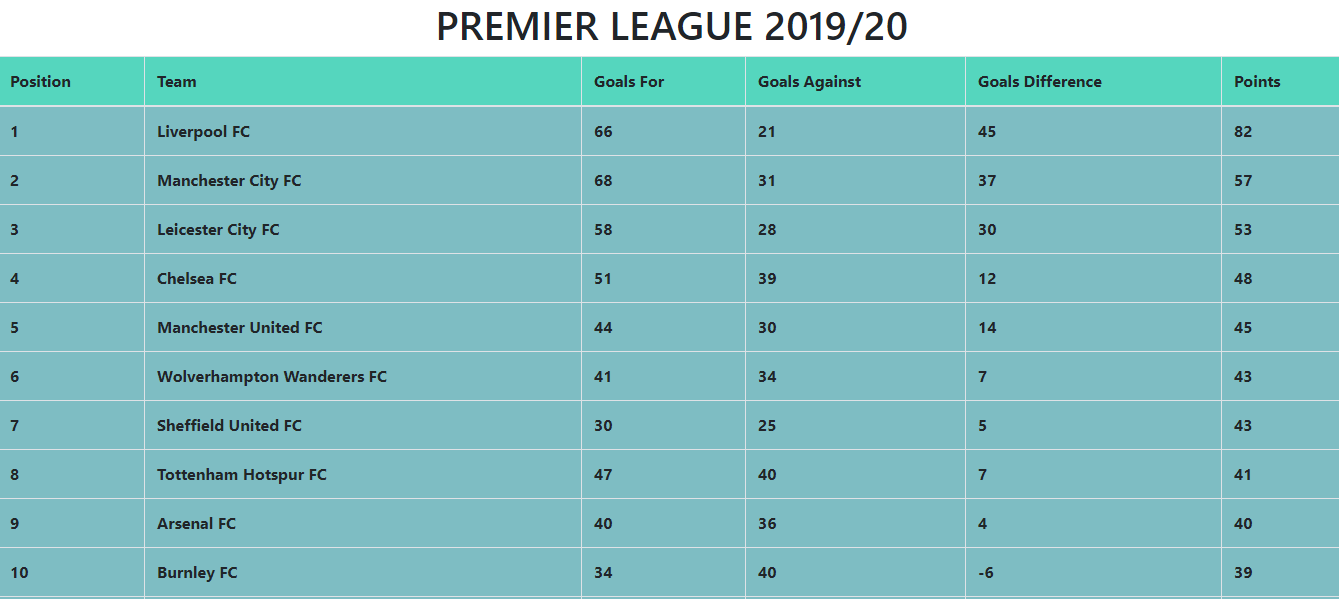 PREMIER LEAGUE 2019/20
Position Team Goals For Goals Against Goals Difference Points
1 Liverpool FC 66 21 45 82
2 Manchester City FC 68 31 37 57
3 Leicester City FC 58 28 30 53
4 Chelsea FC 51 39 12 48
5 Manchester United FC 44 30 14 45
6 Wolverhampton Wanderers FC 41 34 7 43
7 Sheffield United FC 30 25 5 43
8 Tottenham Hotspur FC 47 40 7 41
9 Arsenal FC 40 36 4 40
10 Burnley FC 34 40 -6 39